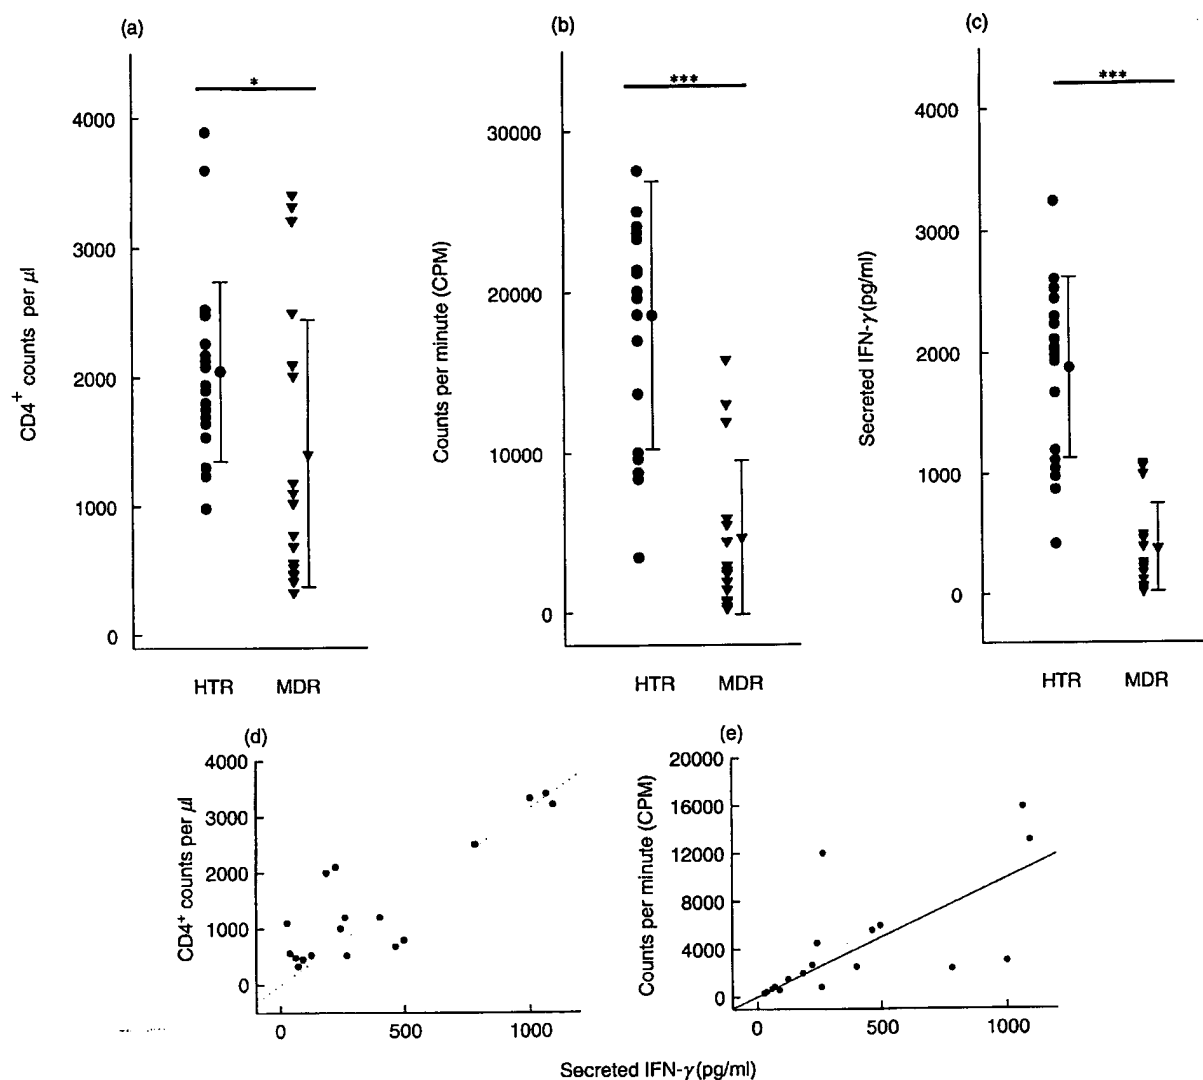 (a)
*
CD4+ counts per μl
4000
3000
2000
1000
0
HTR MDR
(b)
***
Counts per minute (CPM)
30000
20000
10000
0
HTR MDR
(c)
***
Secreted IFN-γ(pg/ml)
4000
3000
2000
1000
0
HTR MDR
(d)
CD4+ counts per μl
4000
3000
2000
1000
0
0 500 1000
(e)
Counts per minute (CPM)
20000
16000
12000
8000
4000
0
0 500 1000
Secreted IFN-γ(pg/ml)